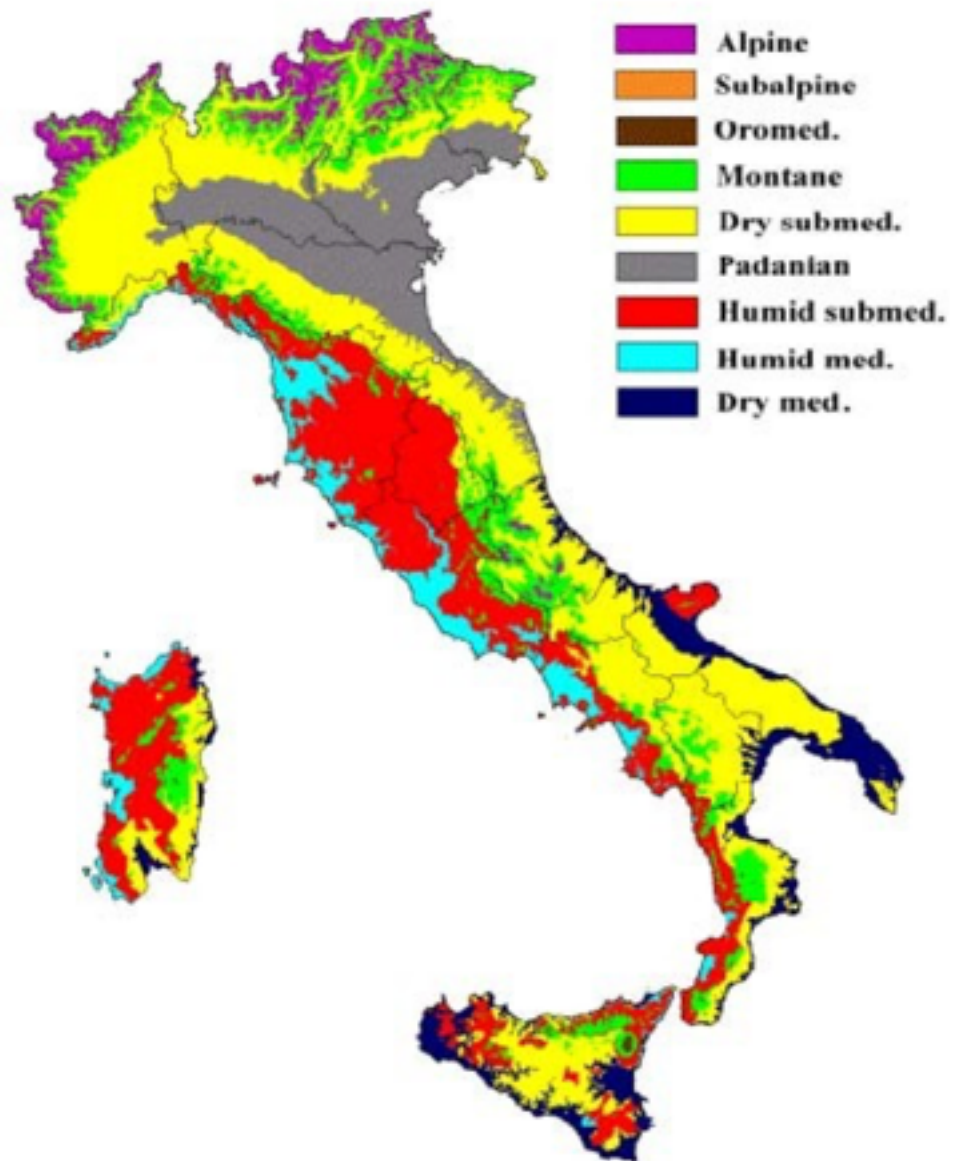 Alpine
Subalpine
Oromed.
Montane
Dry submed.
Padanian
Humid submed.
Humid med.
Dry med.